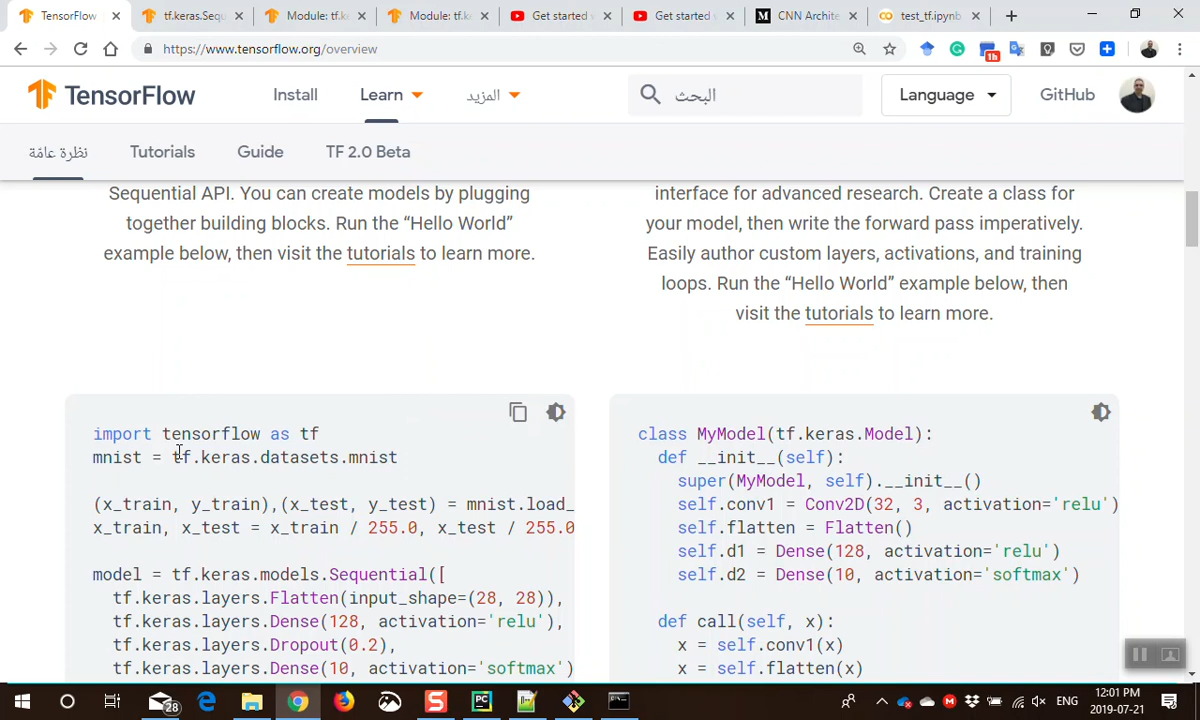 TensorFlow
tf.keras.Sequ
Module: tf.ke
Module: tf.k
Get started w
Get started
CNN Archite
test_tf.ipynb
https://www.tensorflow.org/overview
1h
TensorFlow
Install
Learn
المزيد
البحث
Language
GitHub
نظرة عامّة
Tutorials
Guide
TF 2.0 Beta
Sequential API. You can create models by plugging
together building blocks. Run the “Hello World”
example below, then visit the tutorials to learn more.
interface for advanced research. Create a class for
your model, then write the forward pass imperatively.
Easily author custom layers, activations, and training
loops. Run the “Hello World” example below, then
visit the tutorials to learn more.
import tensorflow as tf
mnist = tf.keras.datasets.mnist
(x_train, y_train),(x_test, y_test) = mnist.load_
x_train, x_test = x_train / 255.0, x_test / 255.0
model = tf.keras.models.Sequential([
tf.keras.layers.Flatten(input_shape=(28, 28)),
tf.keras.layers.Dense(128, activation='relu'),
tf.keras.layers.Dropout(0.2),
tf.keras.layers.Dense(10, activation='softmax')
class MyModel(tf.keras.Model):
def __init__(self):
super(MyModel, self).__init__()
self.conv1 = Conv2D(32, 3, activation='relu')
self.flatten = Flatten()
self.d1 = Dense(128, activation='relu')
self.d2 = Dense(10, activation='softmax')
def call(self, x):
x = self.conv1(x)
x = self.flatten(x)
28
ENG
12:01 PM
2019-07-21